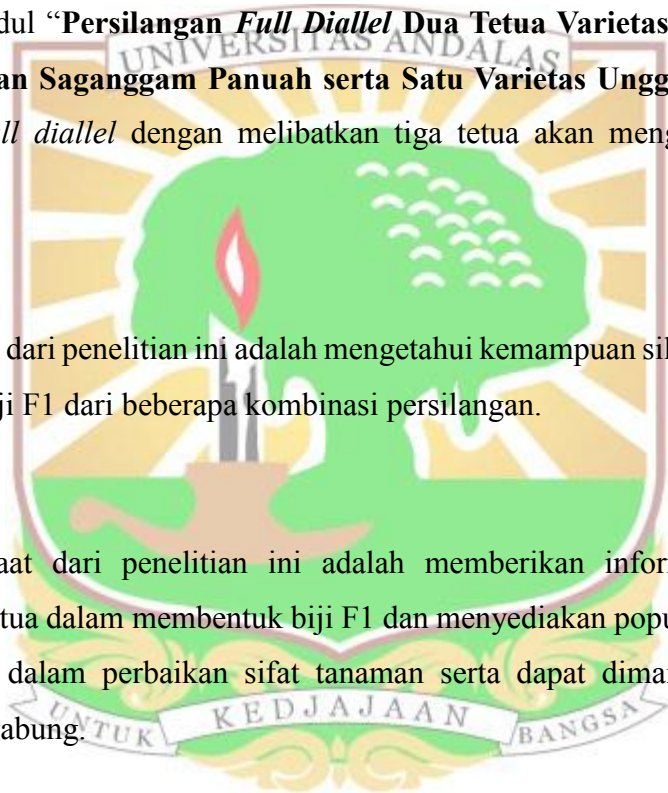 dul “Persilangan Full Diallel Dua Tetua Varietas
UNIVERSITAS ANDALAS
an Saganggam Panuah serta Satu Varietas Ungg
ull diallel dengan melibatkan tiga tetua akan meng
dari penelitian ini adalah mengetahui kemampuan sil
ji F1 dari beberapa kombinasi persilangan.
aat dari penelitian ini adalah memberikan infor
tua dalam membentuk biji F1 dan menyediakan popu
dalam perbaikan sifat tanaman serta dapat dima
gabung.
UNTUK KEDJAJAAN BANGSA